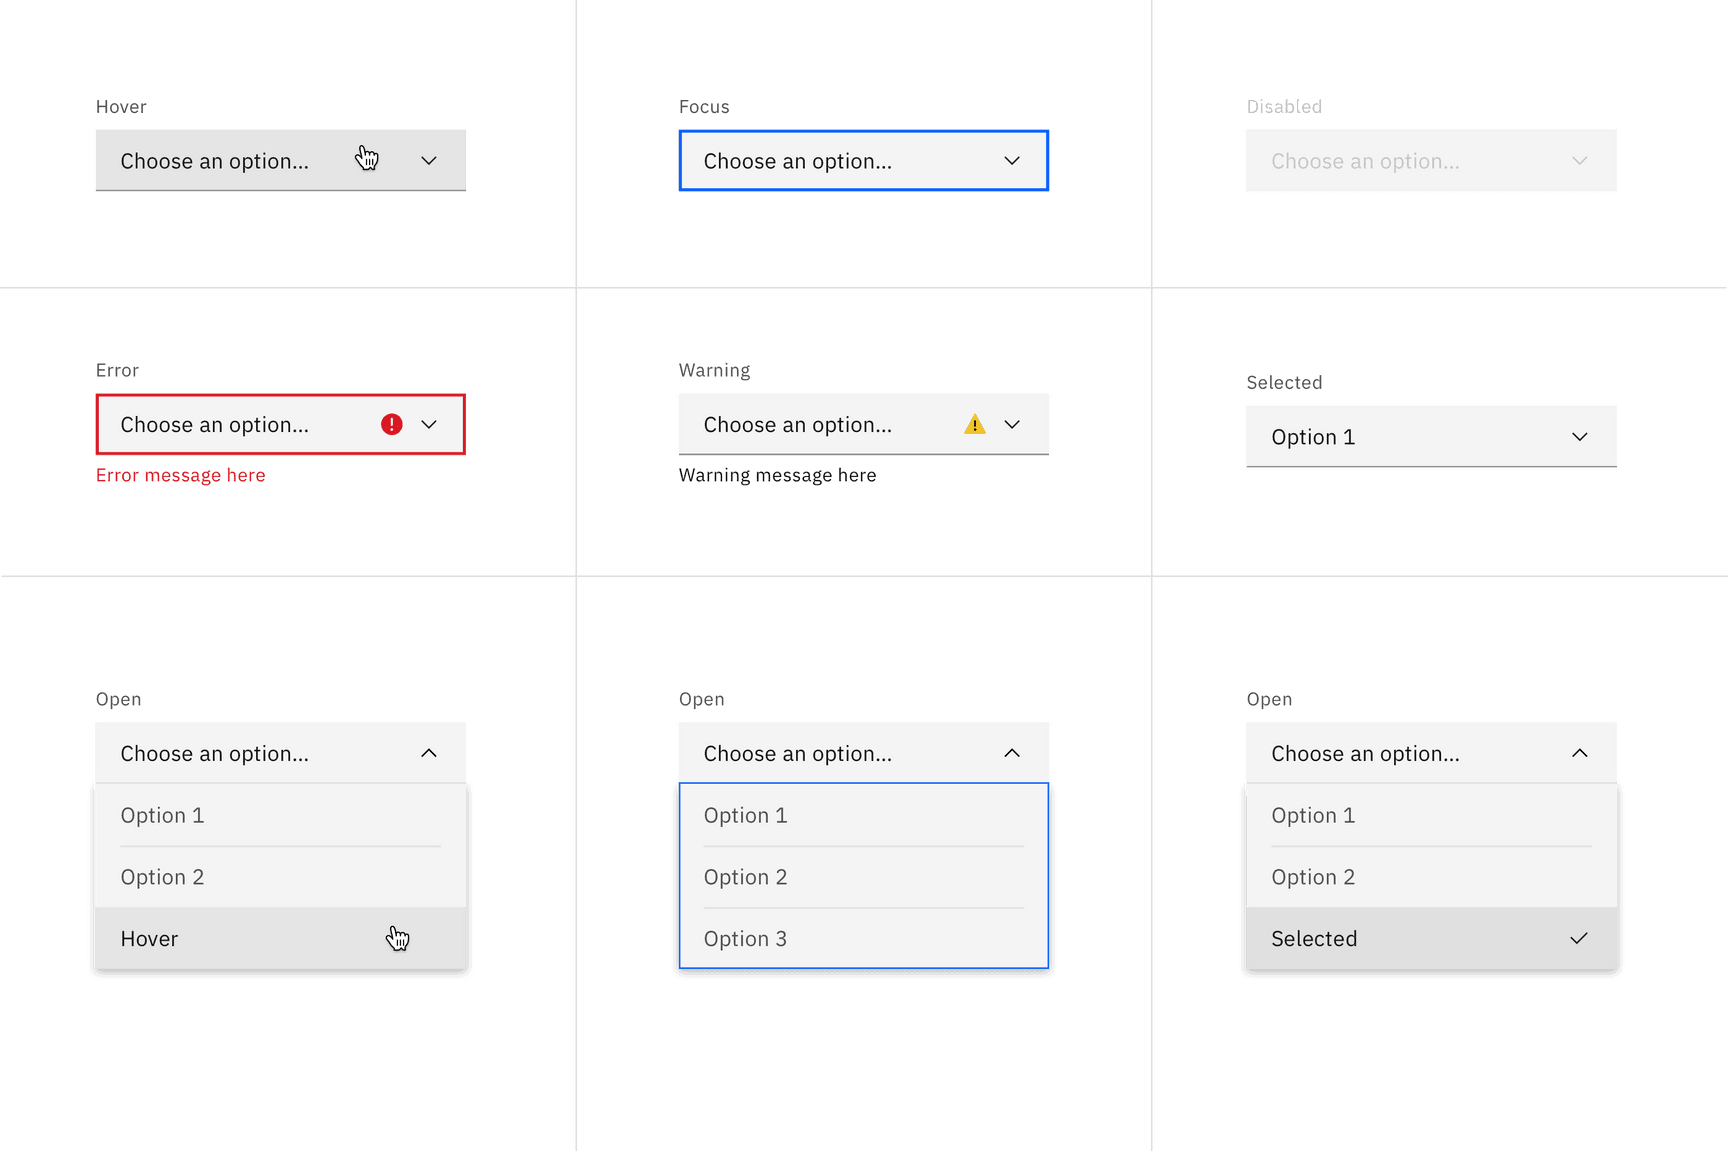 Hover
Choose an option...
Focus
Choose an option...
Disabled
Choose an option...
Error
Choose an option...
Error message here
Warning
Choose an option...
Warning message here
Selected
Option 1
Open
Choose an option...
Option 1
Option 2
Hover
Open
Choose an option...
Option 1
Option 2
Option 3
Open
Choose an option...
Option 1
Option 2
Selected